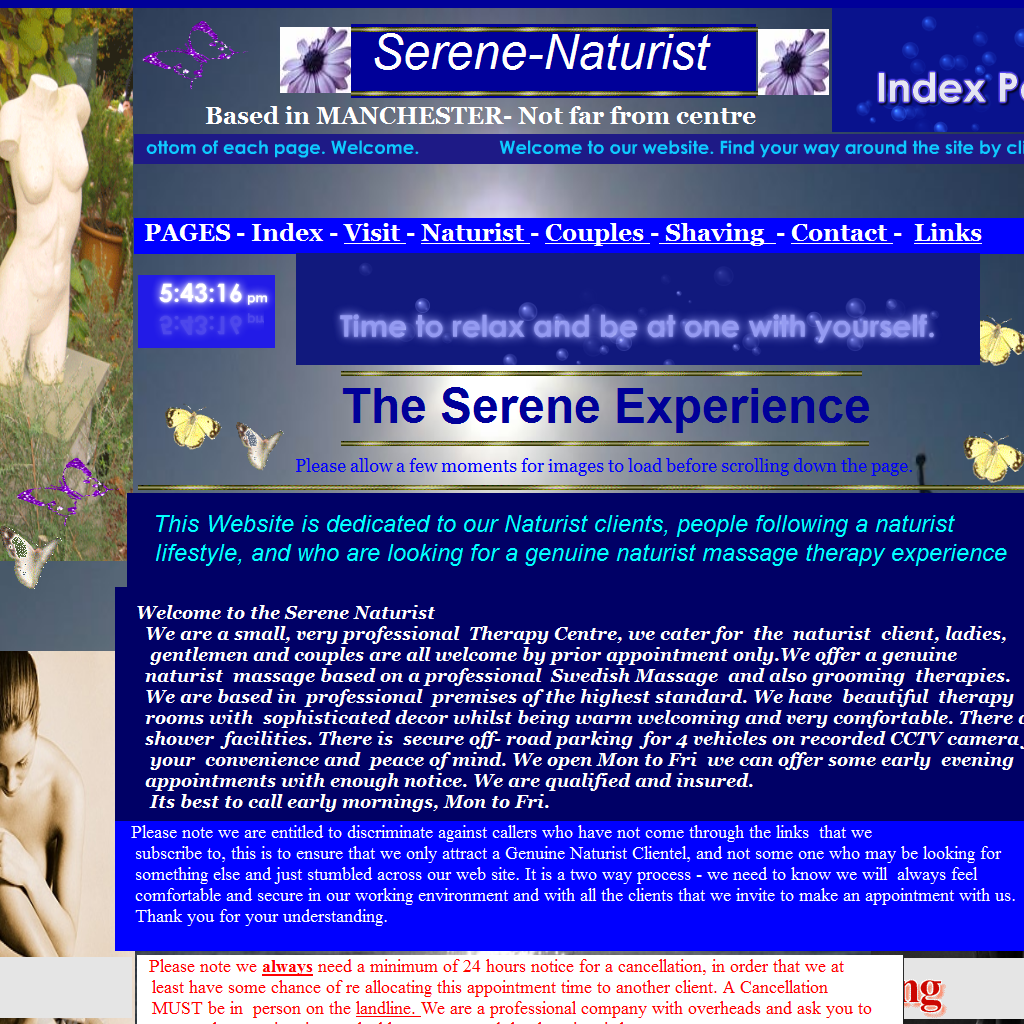 Serene-Naturist
Based in MANCHESTER- Not far from centre
Index
ottom of each page. Welcome. Welcome to our website. Find your way around the site by
PAGES - Index - Visit - Naturist - Couples - Shaving - Contact - Links
5:43:16 pm
Time to relax and be at one with yourself.
The Serene Experience
Please allow a few moments for images to load before scrolling down the page.
This Website is dedicated to our Naturist clients, people following a naturist
lifestyle, and who are looking for a genuine naturist massage therapy experience
Welcome to the Serene Naturist
We are a small, very professional Therapy Centre, we cater for the naturist client, ladies,
gentlemen and couples are all welcome by prior appointment only.We offer a genuine
naturist massage based on a professional Swedish Massage and also grooming therapies.
We are based in professional premises of the highest standard. We have beautiful therapy
rooms with sophisticated decor whilst being warm welcoming and very comfortable. There
shower facilities. There is secure off- road parking for 4 vehicles on recorded CCTV camera
your convenience and peace of mind. We open Mon to Fri we can offer some early evening
appointments with enough notice. We are qualified and insured.
Its best to call early mornings, Mon to Fri.
Please note we are entitled to discriminate against callers who have not come through the links that we
subscribe to, this is to ensure that we only attract a Genuine Naturist Clientel, and not some one who may be looking for
something else and just stumbled across our web site. It is a two way process - we need to know we will always feel
comfortable and secure in our working environment and with all the clients that we invite to make an appointment with us.
Thank you for your understanding.
Please note we always need a minimum of 24 hours notice for a cancellation, in order that we at
least have some chance of re allocating this appointment time to another client. A Cancellation
MUST be in person on the landline. We are a professional company with overheads and ask you to